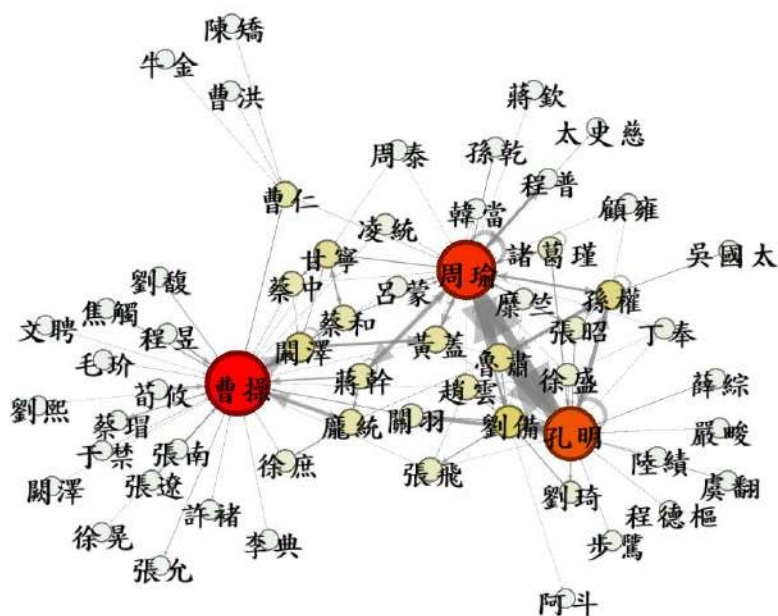 陳矯
牛金
曹洪
蔣欽
太史慈
周泰
孫乾
程普
曹仁
韓當
顧雍
凌統
諸葛瑾
吳國太
甘寧
周瑜
劉馥
蔡中
呂蒙
糜竺
孫權
焦觸
文聘
程昱
蔡和
張昭
丁奉
闞澤
黃蓋
魯肅
毛玠
曹操
蔣幹
趙雲
徐盛
薛綜
荀攸
劉熙
蔡瑁
龐統
關羽
劉備
孔明
嚴畯
于禁
張南
徐庶
張飛
陸績
虞翻
闞澤
張遼
劉琦
程德樞
徐晃
許褚
李典
步騭
張允
阿斗